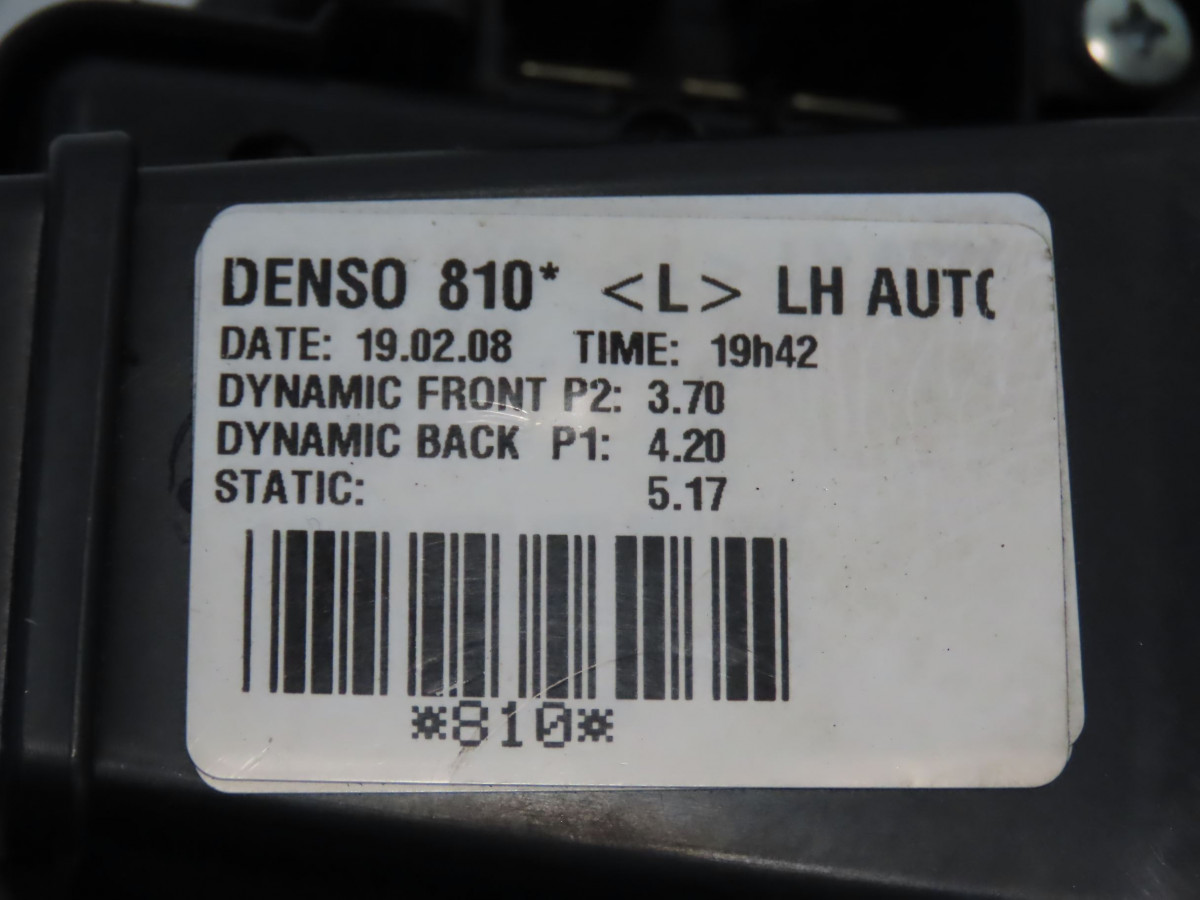 DENSO 810* <L> LH AUTO
DATE: 19.02.08 TIME: 19h42
DYNAMIC FRONT P2: 3.70
DYNAMIC BACK P1: 4.20
STATIC: 5.17
*810*